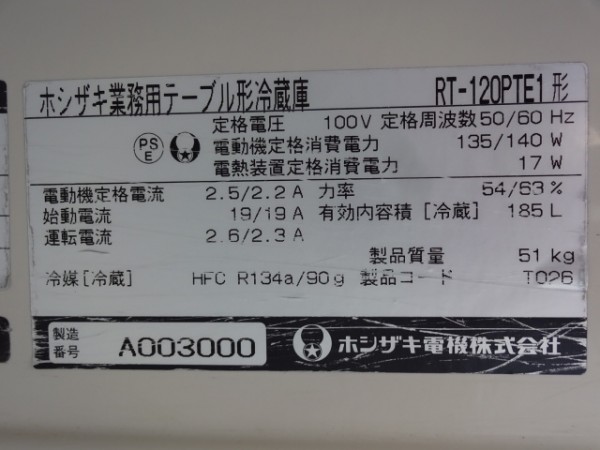 ホシザキ業務用テーブル形冷蔵庫 RT-120PTE1形
定格電圧 100V 定格周波数 50/60 Hz
PS E 電動機定格消費電力 135/140 W
電熱装置定格消費電力 17 W
電動機定格電流 2.5/2.2 A 力率 54/63 %
始動電流 19/19 A 有効内容積 [冷蔵] 185 L
運転電流 2.6/2.3 A
製品質量 51 kg
冷媒 [冷蔵] HFC R134a/90g 製品コード T026
製造番号 A003000 ホシザキ電機株式会社